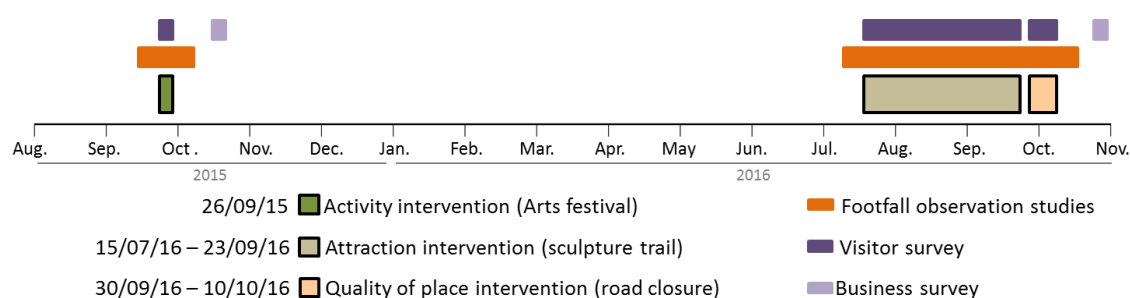 Aug. Sep. Oct . Nov. Dec. Jan. Feb. Mar. Apr. May Jun. Jul. Aug. Sep. Oct. Nov.
2015 2016
26/09/15 Activity intervention (Arts festival) Footfall observation studies
15/07/16 – 23/09/16 Attraction intervention (sculpture trail) Visitor survey
30/09/16 – 10/10/16 Quality of place intervention (road closure) Business survey